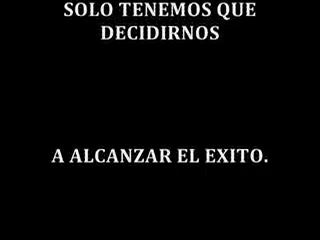 SOLO TENEMOS QUE
DECIDIRNOS
A ALCANZAR EL EXITO.